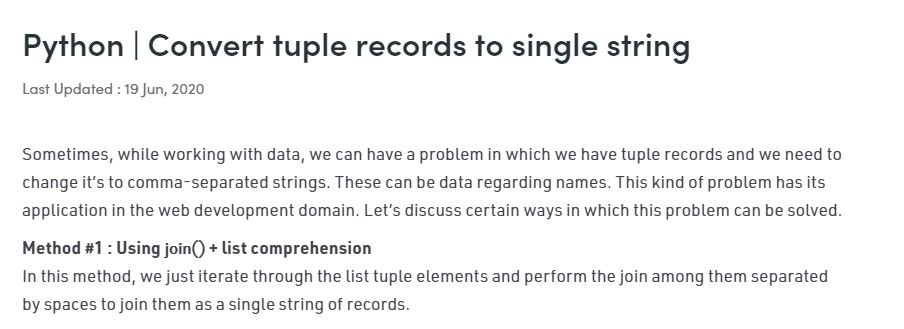 Python | Convert tuple records to single string
Last Updated : 19 Jun, 2020
Sometimes, while working with data, we can have a problem in which we have tuple records and we need to
change it’s to comma-separated strings. These can be data regarding names. This kind of problem has its
application in the web development domain. Let’s discuss certain ways in which this problem can be solved.
Method #1 : Using join() + list comprehension
In this method, we just iterate through the list tuple elements and perform the join among them separated
by spaces to join them as a single string of records.